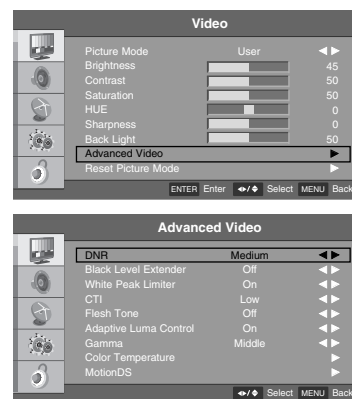 Video
Picture Mode User
Brightness 45
Contrast 50
Saturation 50
HUE 0
Sharpness 0
Back Light 50
Advanced Video
Reset Picture Mode
ENTER Enter Select MENU Back
Advanced Video
DNR Medium
Black Level Extender Off
White Peak Limiter On
CTI Low
Flesh Tone Off
Adaptive Luma Control On
Gamma Middle
Color Temperature
MotionDS
Select MENU Back